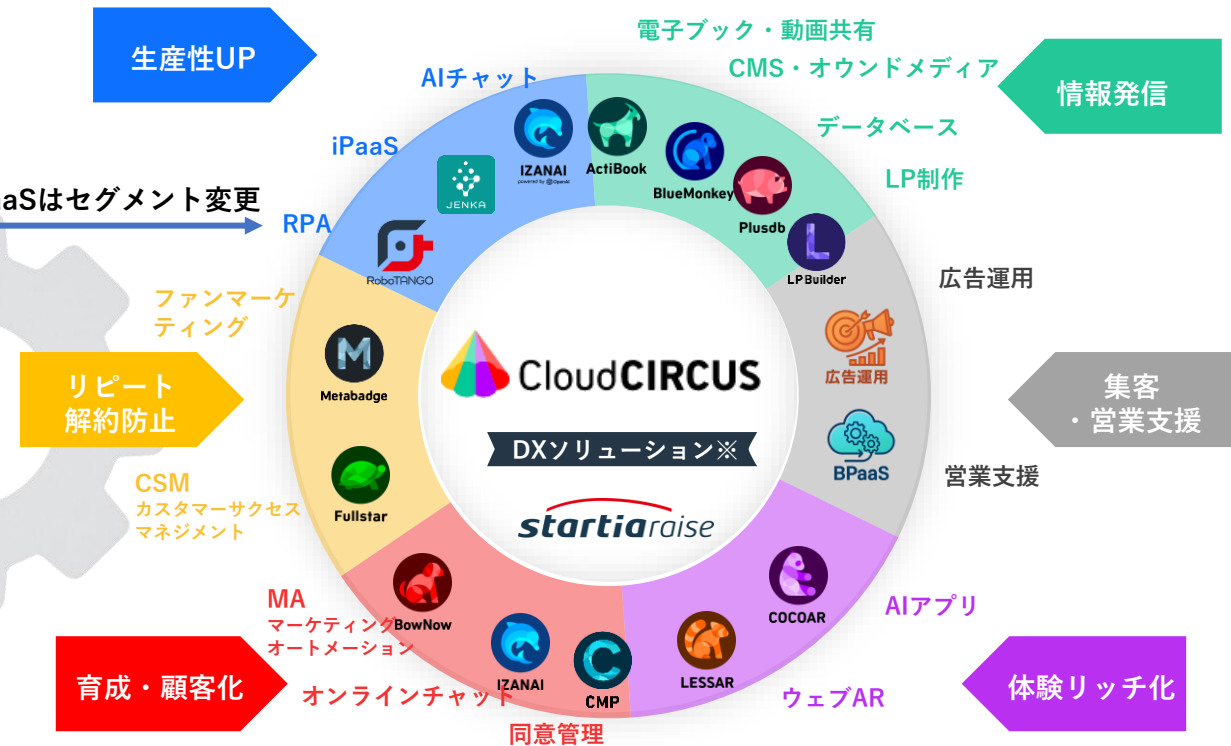 生産性UP
電子ブック・動画共有
CMS・オウンドメディア
情報発信
AIチャット
データベース
iPaaS
LP制作
IZANAI
powered by OpenAI
ActiBook
BlueMonkey
JENKA
Plusdb
aaSはセグメント変更
RPA
RoboTANGO
L
LPBuilder
広告運用
ファンマーケ
ティング
M
Metabadge
広告運用
CloudCIRCUS
リピート
解約防止
集客
・営業支援
DXソリューション※
BPaaS
営業支援
CSM
カスタマーサクセス
マネジメント
Fullstar
startiaraise
MA
マーケティング
オートメーション
BowNow
COCOAR
AIアプリ
IZANAI
C
CMP
LESSAR
育成・顧客化
オンラインチャット
ウェブAR
体験リッチ化
同意管理